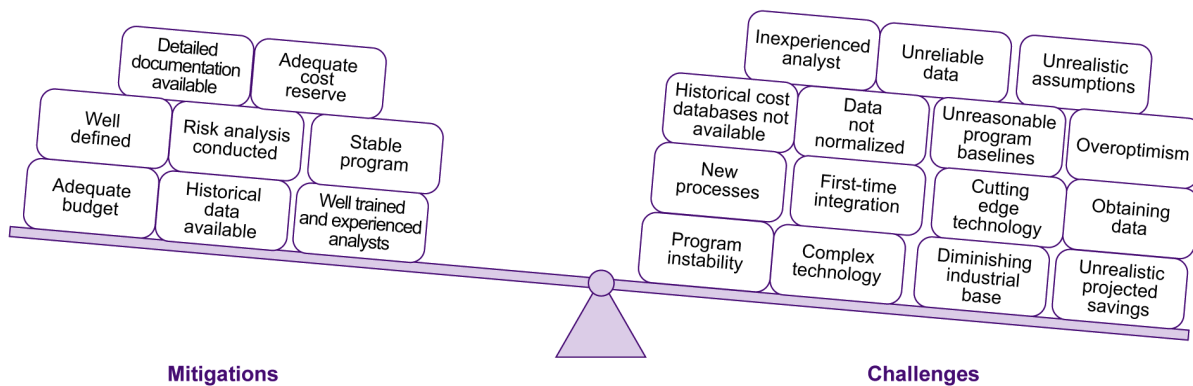 Detailed
documentation
available
Adequate
cost
reserve
Well
defined
Risk analysis
conducted
Stable
program
Adequate
budget
Historical
data
available
Well trained
and experienced
analysts
Mitigations
Inexperienced
analyst
Unreliable
data
Unrealistic
assumptions
Historical cost
databases not
available
Data
not
normalized
Unreasonable
program
baselines
Overoptimism
New
processes
First-time
integration
Cutting
edge
technology
Obtaining
data
Program
instability
Complex
technology
Diminishing
industrial
base
Unrealistic
projected
savings
Challenges